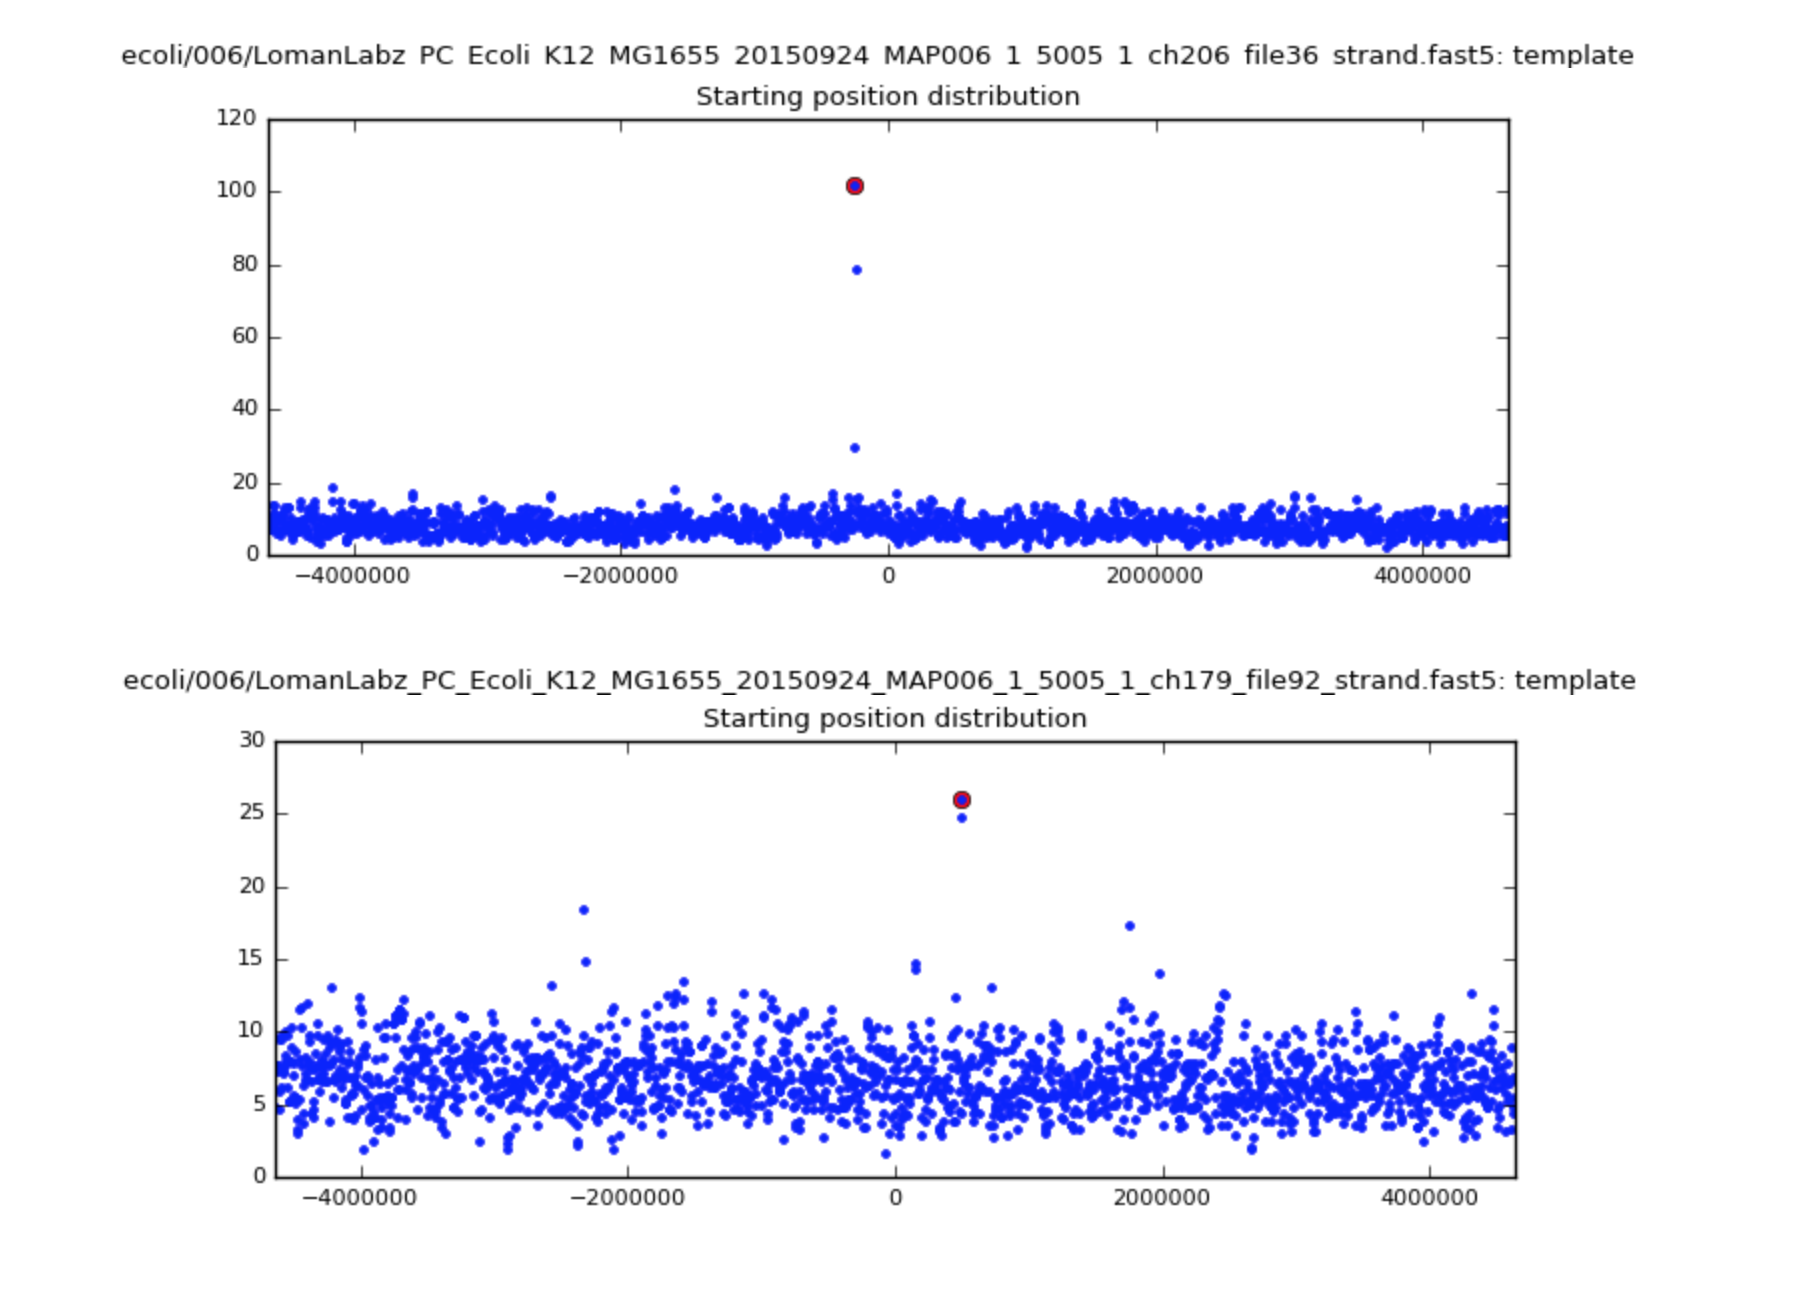 ecoli/006/LomanLabz PC Ecoli K12 MG1655 20150924 MAP006 1 5005 1 ch206 file36 strand.fast5: template
Starting position distribution
120
100
80
60
40
20
0
−4000000 −2000000 0 2000000 4000000
ecoli/006/LomanLabz_PC_Ecoli_K12_MG1655_20150924_MAP006_1_5005_1_ch179_file92_strand.fast5: template
Starting position distribution
30
25
20
15
10
5
0
−4000000 −2000000 0 2000000 4000000